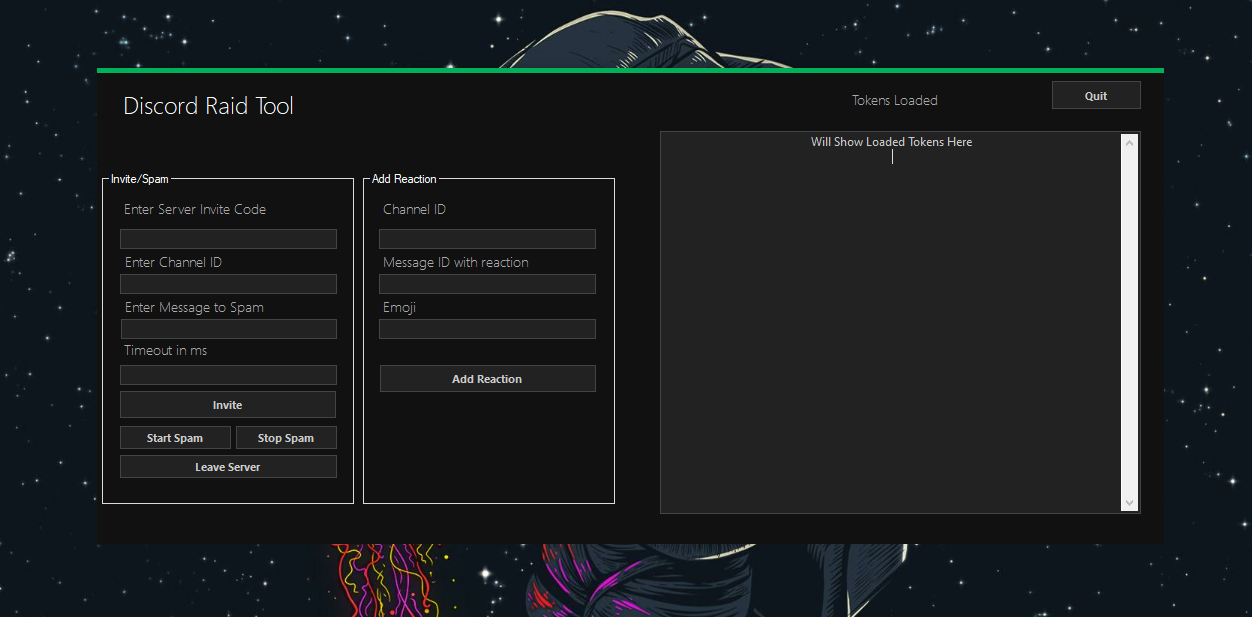 Discord Raid Tool
Tokens Loaded
Quit
Invite/Spam
Enter Server Invite Code
Enter Channel ID
Enter Message to Spam
Timeout in ms
Invite
Start Spam
Stop Spam
Leave Server
Add Reaction
Channel ID
Message ID with reaction
Emoji
Add Reaction
Will Show Loaded Tokens Here